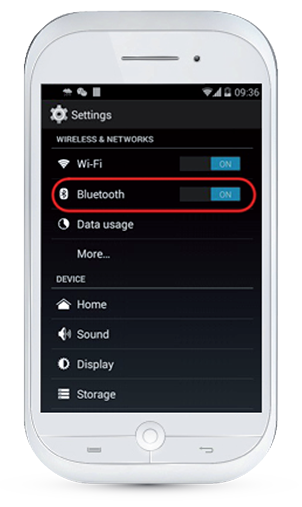 09:36
Settings
WIRELESS & NETWORKS
Wi-Fi ON
Bluetooth ON
Data usage
More...
DEVICE
Home
Sound
Display
Storage